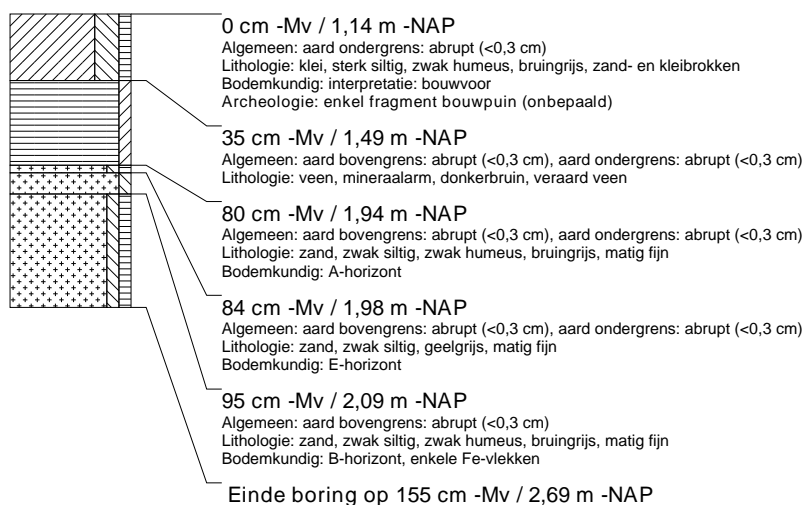 0 cm -Mv / 1,14 m -NAP
Algemeen: aard ondergrens: abrupt (<0,3 cm)
Lithologie: klei, sterk siltig, zwak humeus, bruingrijs, zand- en kleibrokken
Bodemkundig: interpretatie: bouwvoor
Archeologie: enkel fragment bouwpuin (onbepaald)
35 cm -Mv / 1,49 m -NAP
Algemeen: aard bovengrens: abrupt (<0,3 cm), aard ondergrens: abrupt (<0,3 cm)
Lithologie: veen, mineraalarm, donkerbruin, veraard veen
80 cm -Mv / 1,94 m -NAP
Algemeen: aard bovengrens: abrupt (<0,3 cm), aard ondergrens: abrupt (<0,3 cm)
Lithologie: zand, zwak siltig, zwak humeus, bruingrijs, matig fijn
Bodemkundig: A-horizont
84 cm -Mv / 1,98 m -NAP
Algemeen: aard bovengrens: abrupt (<0,3 cm), aard ondergrens: abrupt (<0,3 cm)
Lithologie: zand, zwak siltig, geelgrijs, matig fijn
Bodemkundig: E-horizont
95 cm -Mv / 2,09 m -NAP
Algemeen: aard bovengrens: abrupt (<0,3 cm)
Lithologie: zand, zwak siltig, zwak humeus, bruingrijs, matig fijn
Bodemkundig: B-horizont, enkele Fe-vlekken
Einde boring op 155 cm -Mv / 2,69 m -NAP